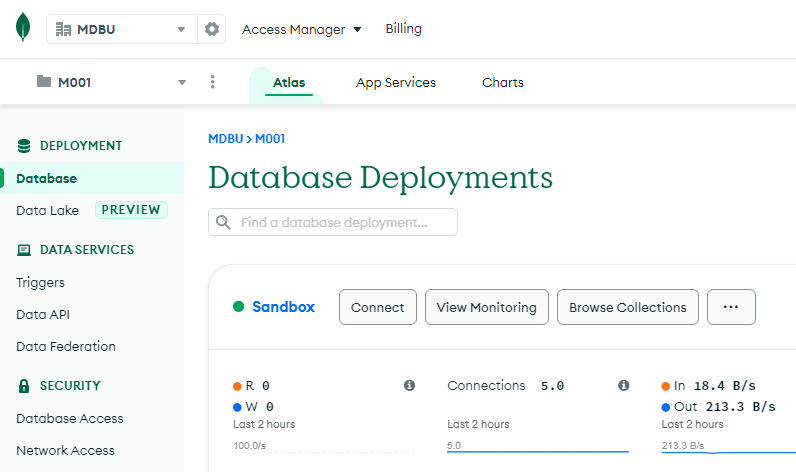 MDBU
Access Manager
Billing
M001
Atlas
App Services
Charts
DEPLOYMENT
Database
Data Lake PREVIEW
DATA SERVICES
Triggers
Data API
Data Federation
SECURITY
Database Access
Network Access
MDBU > M001
Database Deployments
Find a database deployment...
Sandbox
Connect
View Monitoring
Browse Collections
...
R 0
W 0
Last 2 hours
100.0/s
Connections 5.0
Last 2 hours
5.0
In 18.4 B/s
Out 213.3 B/s
Last 2 hours
213.3 B/s